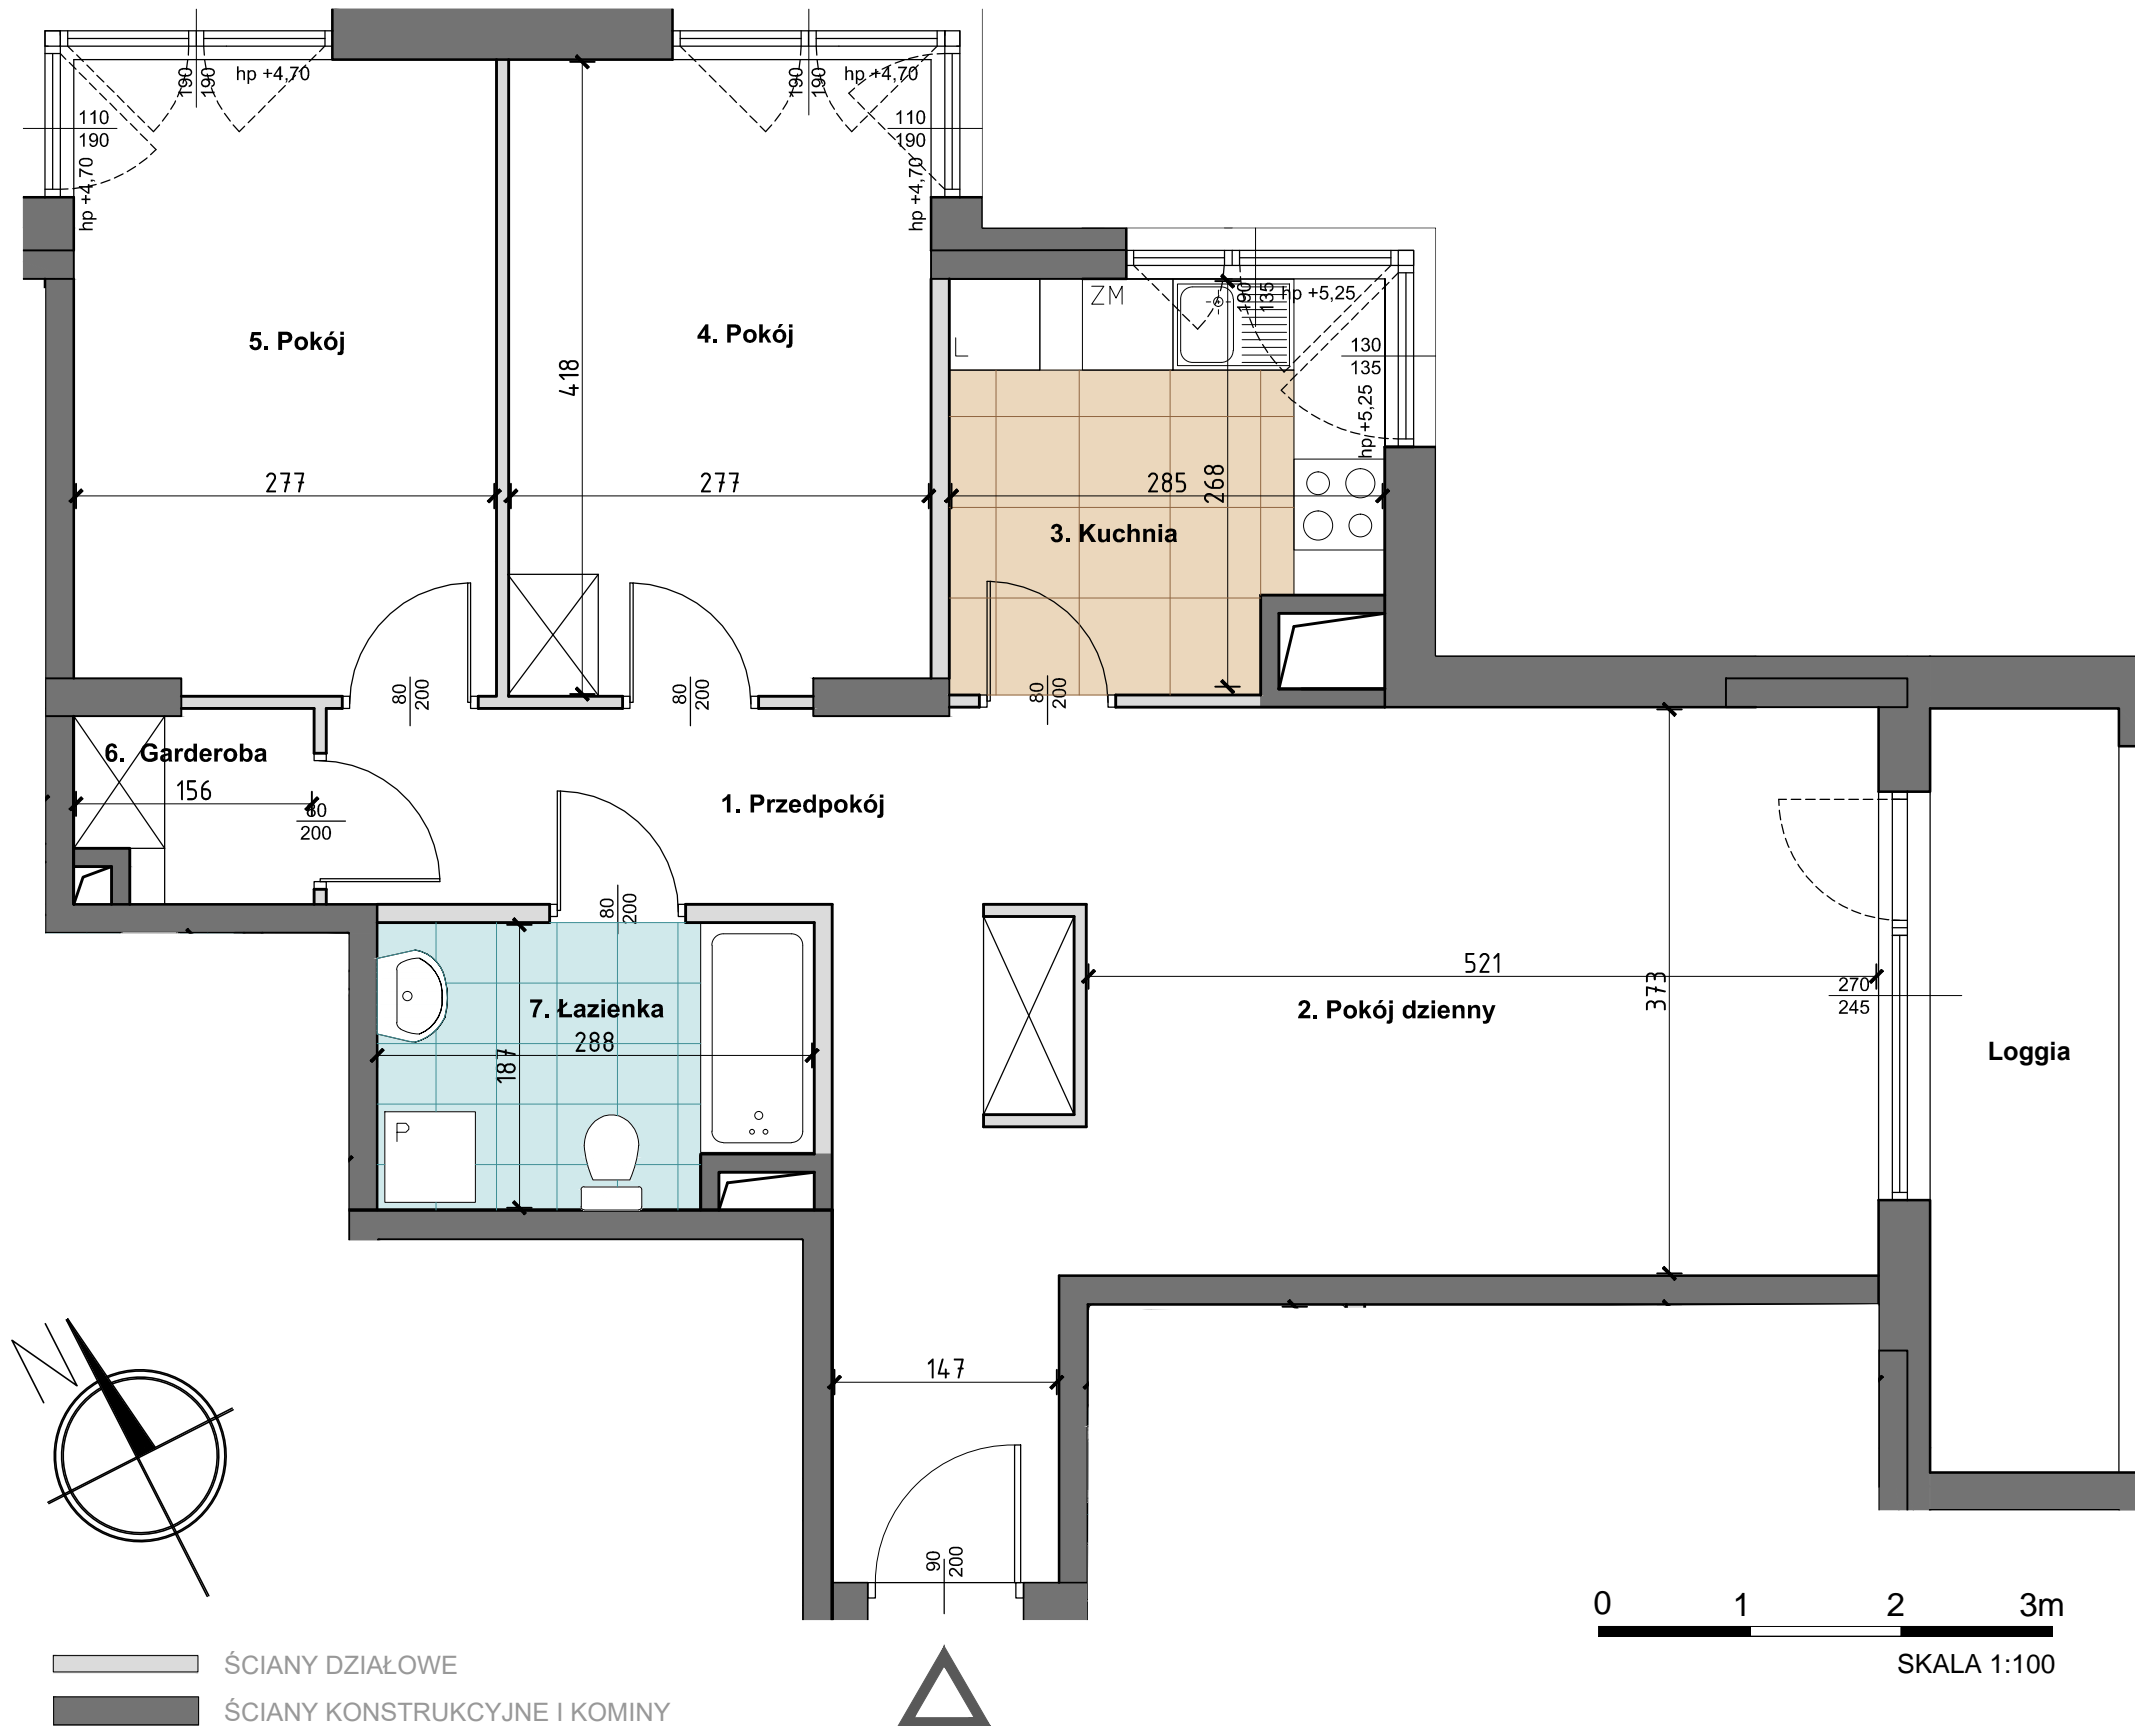 190
190
hp +4,70
190
190
hp +4,70
110
190
hp +4,70
110
190
hp +4,70
ZM
190
135
hp +5,25
5. Pokój
4. Pokój
L
130
135
hp +5,25
418
277
277
285
268
3. Kuchnia
80
200
80
200
80
200
6. Garderoba
156
80
200
1. Przedpokój
80
200
521
373
270
245
7. Łazienka
288
187
2. Pokój dzienny
Loggia
P
N
147
90
200
0 1 2 3m
SKALA 1:100
ŚCIANY DZIAŁOWE
ŚCIANY KONSTRUKCYJNE I KOMINY